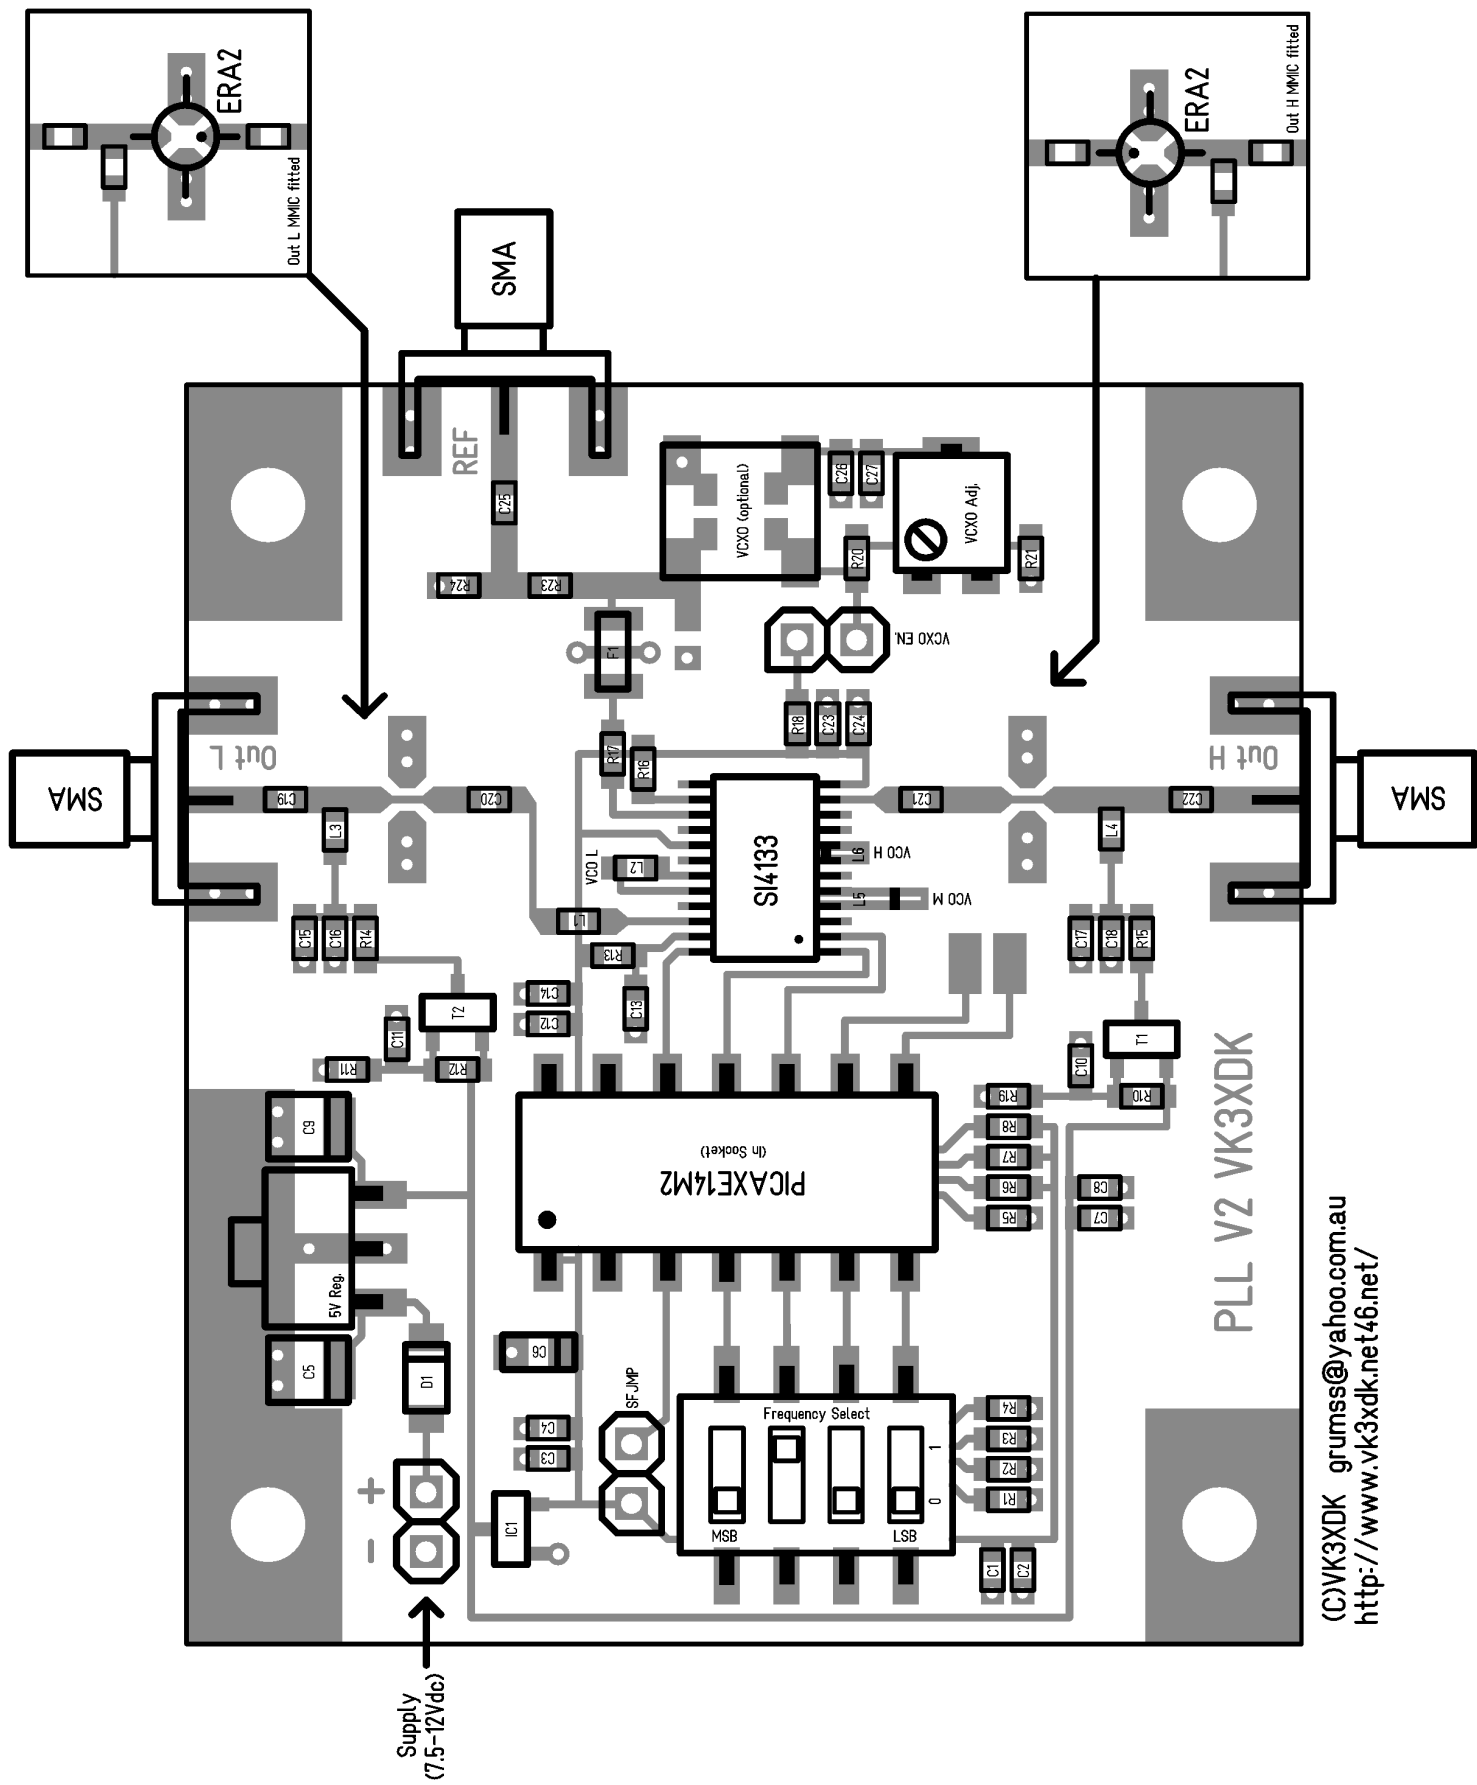 ERA2
Out L MMIC fitted
ERA2
Out H MMIC fitted
SMA
REF
C25
R24
R23
F1
VCXO (optional)
C26
C27
VCXO Adj.
R20
R21
VCXO EN.
SMA
Out L
C19
C20
L3
R17
R16
R18
C23
C24
SI4133
C21
C22
L4
Out H
SMA
VCO L
L2
L1
L6
VCO H
L5
VCO M
C15
C16
R14
C17
C18
R15
R13
C13
C14
C12
T2
C11
R11
R12
T1
C10
R10
R19
R8
R7
R6
R5
C8
C7
C9
5V Reg.
C5
D1
PICAXE14M2
(In Socket)
C6
C4
C3
SFJMP
IC1
Frequency Select
MSB
LSB
0
1
R4
R3
R2
R1
C1
C2
+
-
Supply
(7.5-12Vdc)
PLL V2 VK3XDK
(C)VK3XDK grumss@yahoo.com.au
http://www.vk3xdk.net46.net/